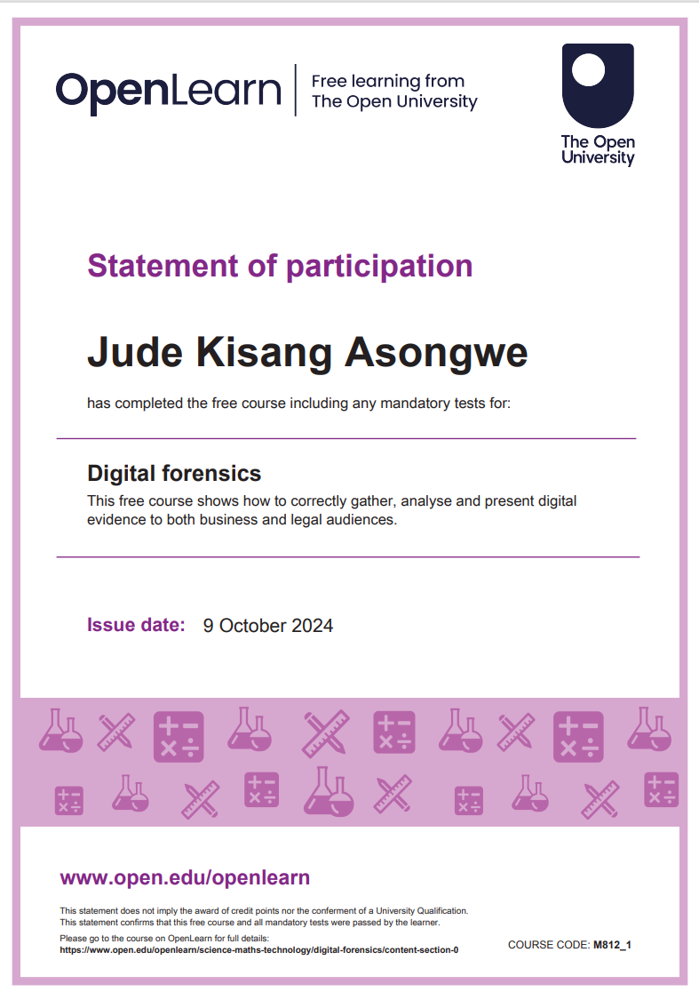 OpenLearn
Free learning from
The Open University
The Open
University
Statement of participation
Jude Kisang Asongwe
has completed the free course including any mandatory tests for:
Digital forensics
This free course shows how to correctly gather, analyse and present digital
evidence to both business and legal audiences.
Issue date: 9 October 2024
www.open.edu/openlearn
This statement does not imply the award of credit points nor the conferment of a University Qualification.
This statement confirms that this free course and all mandatory tests were passed by the learner.
Please go to the course on OpenLearn for full details:
https://www.open.edu/openlearn/science-maths-technology/digital-forensics/content-section-0
COURSE CODE: M812_1